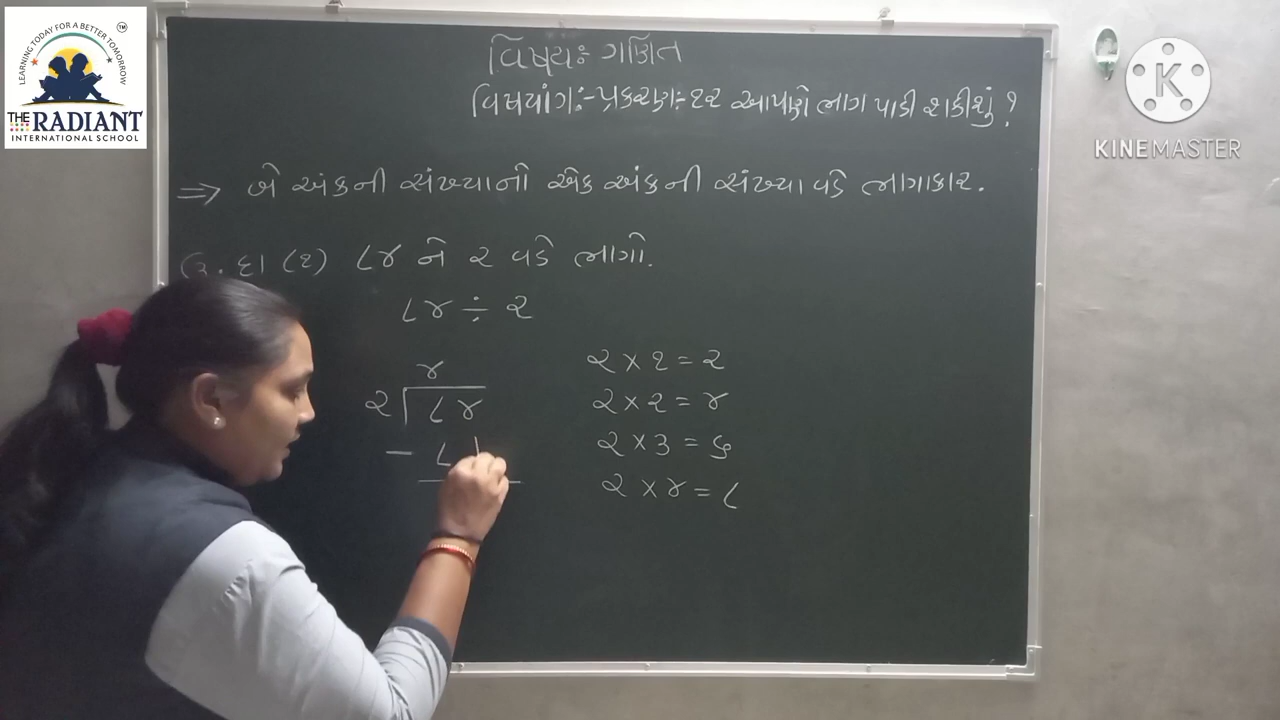 LEARNING TODAY FOR A BETTER TOMORROW
TM
THE RADIANT
INTERNATIONAL SCHOOL
K
KINEMASTER
વિષય:- ગણિત
વિષયાંગ:- પ્રકરણ:- ૧૨ આપણે ભાગ પાડી શકીશું ?
⇒ બે અંકની સંખ્યાનો એક અંકની સંખ્યા વડે ભાગાકાર.
ઉ. દા (૧) ૮૪ ને ૨ વડે ભાગો.
૮૪ ÷ ૨
૪
૨ ૮૪
− ૮
૨ × ૧ = ૨
૨ × ૨ = ૪
૨ × ૩ = ૬
૨ × ૪ = ૮